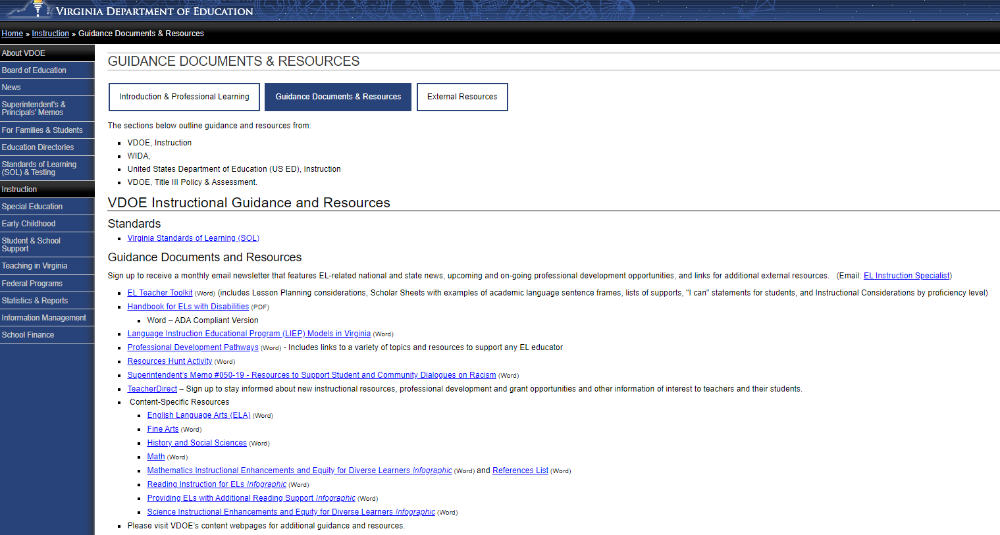 VIRGINIA DEPARTMENT OF EDUCATION
Home » Instruction » Guidance Documents & Resources
About VDOE
Board of Education
News
Superintendent's &
Principals' Memos
For Families & Students
Education Directories
Standards of Learning
(SOL) & Testing
Instruction
Special Education
Early Childhood
Student & School
Support
Teaching in Virginia
Federal Programs
Statistics & Reports
Information Management
School Finance
GUIDANCE DOCUMENTS & RESOURCES
Introduction & Professional Learning
Guidance Documents & Resources
External Resources
The sections below outline guidance and resources from:
VDOE, Instruction
WIDA,
United States Department of Education (US ED), Instruction
VDOE, Title III Policy & Assessment.
VDOE Instructional Guidance and Resources
Standards
Virginia Standards of Learning (SOL)
Guidance Documents and Resources
Sign up to receive a monthly email newsletter that features EL-related national and state news, upcoming and on-going professional development opportunities, and links for additional external resources. (Email: EL Instruction Specialist)
EL Teacher Toolkit (Word) (includes Lesson Planning considerations, Scholar Sheets with examples of academic language sentence frames, lists of supports, "I can" statements for students, and Instructional Considerations by proficiency level)
Handbook for ELs with Disabilities (PDF)
Word – ADA Compliant Version
Language Instruction Educational Program (LIEP) Models in Virginia (Word)
Professional Development Pathways (Word) - Includes links to a variety of topics and resources to support any EL educator
Resources Hunt Activity (Word)
Superintendent's Memo #050-19 - Resources to Support Student and Community Dialogues on Racism (Word)
TeacherDirect – Sign up to stay informed about new instructional resources, professional development and grant opportunities and other information of interest to teachers and their students.
Content-Specific Resources
English Language Arts (ELA) (Word)
Fine Arts (Word)
History and Social Sciences (Word)
Math (Word)
Mathematics Instructional Enhancements and Equity for Diverse Learners Infographic (Word) and References List (Word)
Reading Instruction for ELs Infographic (Word)
Providing ELs with Additional Reading Support Infographic (Word)
Science Instructional Enhancements and Equity for Diverse Learners Infographic (Word)
Please visit VDOE's content webpages for additional guidance and resources.